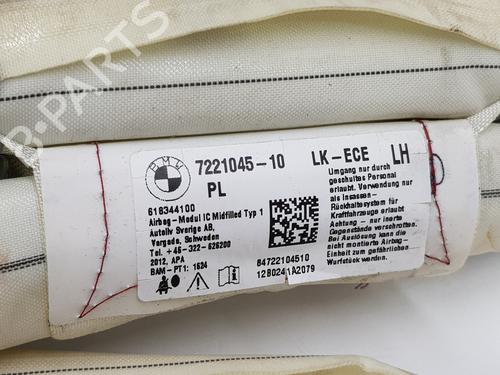 B-PARTS
BMW
7221045-10
PL
LK-ECE
LH
618344100
Airbag - Modul IC Midfilled Typ 1
Autoliv Sverige AB,
Vårgårda, Schweden
Tel. +46-322-626200
2012, APA
BAM-PT1: 1624
84722104510
12B0241A2079
Umgang nur durch
geschultes Personal
erlaubt. Verwendung nur
als Insassen-
Rückhaltesystem für
Kraftfahrzeuge erlaubt
Achtung - nur inerte
Gegenstände verschrotten.
Bei Auslösung kann die
nicht montierte Airbag-
Einheit zum gefährlichen
Wurfstück werden.